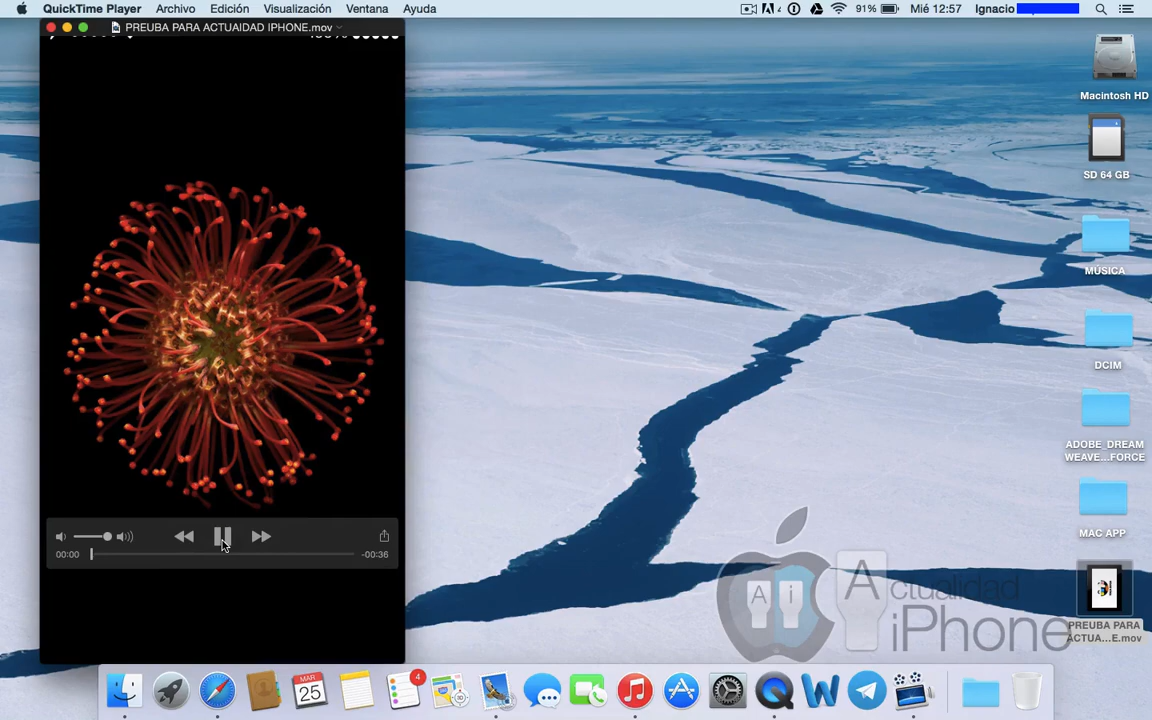 QuickTime Player Archivo Edición Visualización Ventana Ayuda
4 91% Mié 12:57 Ignacio
PREUBA PARA ACTUAIDAD IPHONE.mov
Macintosh HD
SD 64 GB
MÚSICA
DCIM
ADOBE_DREAM
WEAVE...FORCE
MAC APP
00:00 -00:36
A i
Actualidad
iPhone
PREUBA PARA
ACTUA...E.mov
MAR
25
4